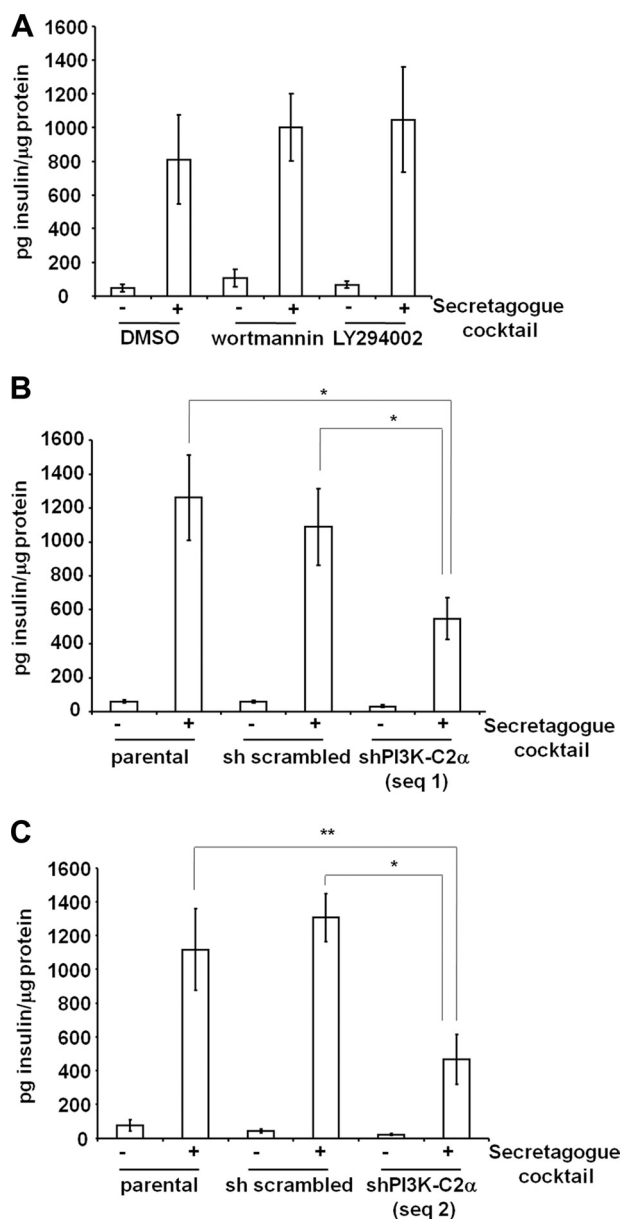 A
pg insulin/µg protein
1600
1400
1200
1000
800
600
400
200
0
- + - + - +
Secretagogue
cocktail
DMSO wortmannin LY294002
B
* 
*
pg insulin/µg protein
1600
1400
1200
1000
800
600
400
200
0
- + - + - +
Secretagogue
cocktail
parental sh scrambled shPI3K-C2α
(seq 1)
C
**
*
pg insulin/µg protein
1600
1400
1200
1000
800
600
400
200
0
- + - + - +
Secretagogue
cocktail
parental sh scrambled shPI3K-C2α
(seq 2)